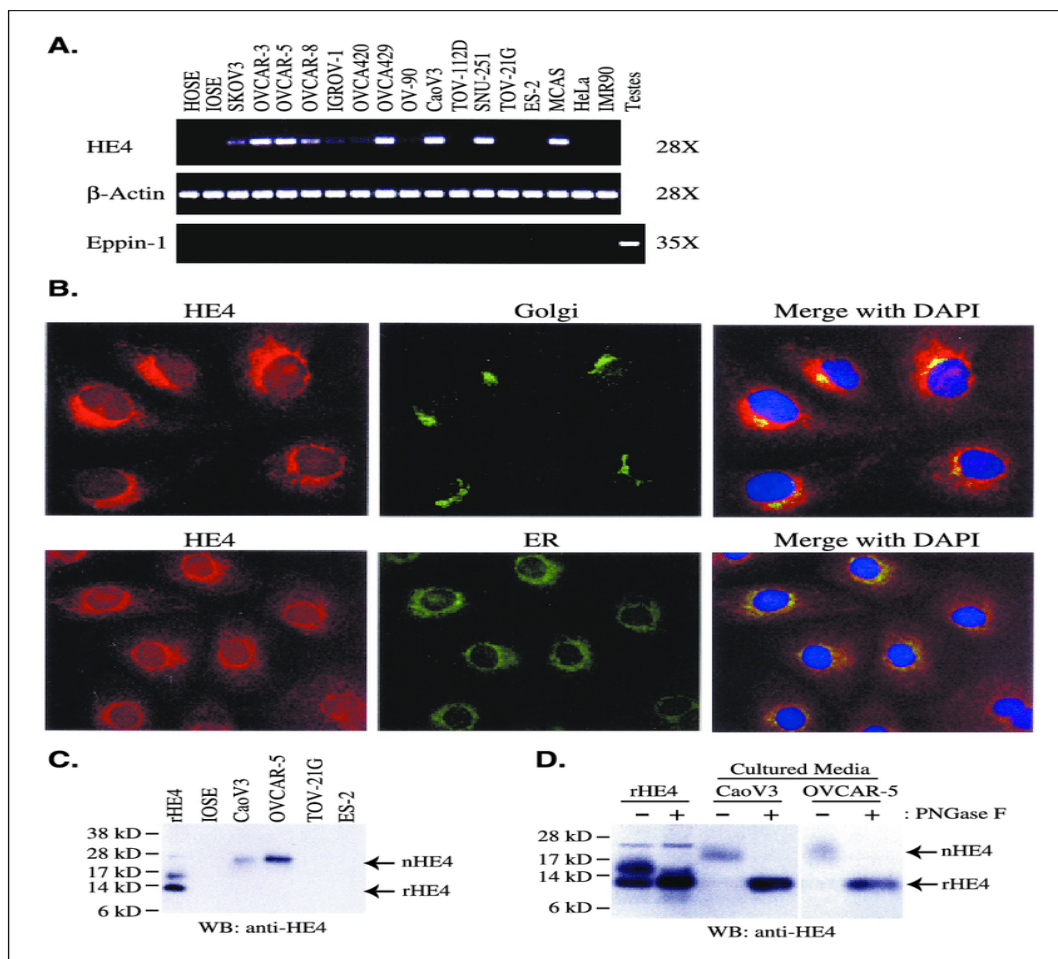 A.
HOSE
IOSE
SKOV3
OVCAR-3
OVCAR-5
OVCAR-8
IGROV-1
OVCA420
OVCA429
OV-90
CaoV3
TOV-112D
SNU-251
TOV-21G
ES-2
MCAS
HeLa
IMR90
Testes
HE4 28X
β-Actin 28X
Eppin-1 35X
B.
HE4 Golgi Merge with DAPI
HE4 ER Merge with DAPI
C.
rHE4
IOSE
CaoV3
OVCAR-5
TOV-21G
ES-2
38 kD
28 kD
17 kD
14 kD
6 kD
nHE4
rHE4
WB: anti-HE4
D.
Cultured Media
rHE4 CaoV3 OVCAR-5
− + − + − + : PNGase F
28 kD
17 kD
14 kD
6 kD
nHE4
rHE4
WB: anti-HE4